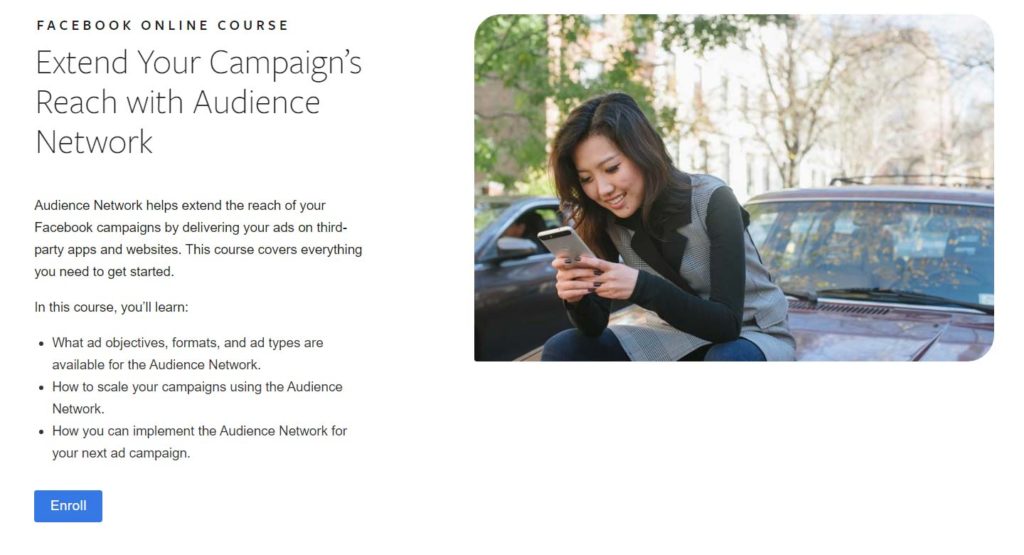 FACEBOOK ONLINE COURSE
Extend Your Campaign’s
Reach with Audience
Network
Audience Network helps extend the reach of your
Facebook campaigns by delivering your ads on third-
party apps and websites. This course covers everything
you need to get started.
In this course, you’ll learn:
• What ad objectives, formats, and ad types are
available for the Audience Network.
• How to scale your campaigns using the Audience
Network.
• How you can implement the Audience Network for
your next ad campaign.
Enroll